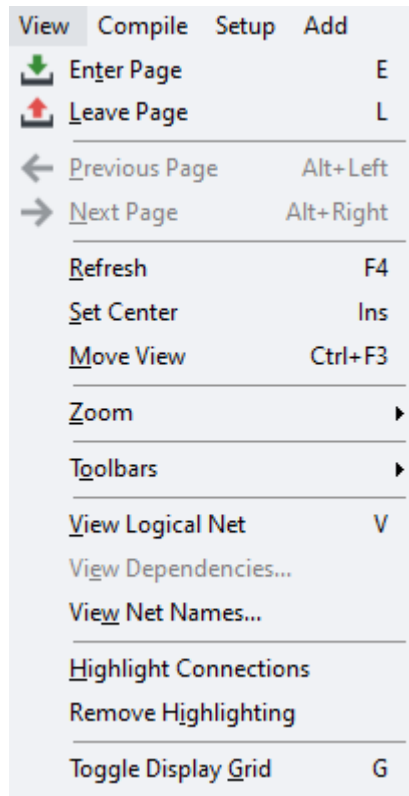 View Compile Setup Add
Enter Page E
Leave Page L
Previous Page Alt+Left
Next Page Alt+Right
Refresh F4
Set Center Ins
Move View Ctrl+F3
Zoom
Toolbars
View Logical Net V
View Dependencies...
View Net Names...
Highlight Connections
Remove Highlighting
Toggle Display Grid G